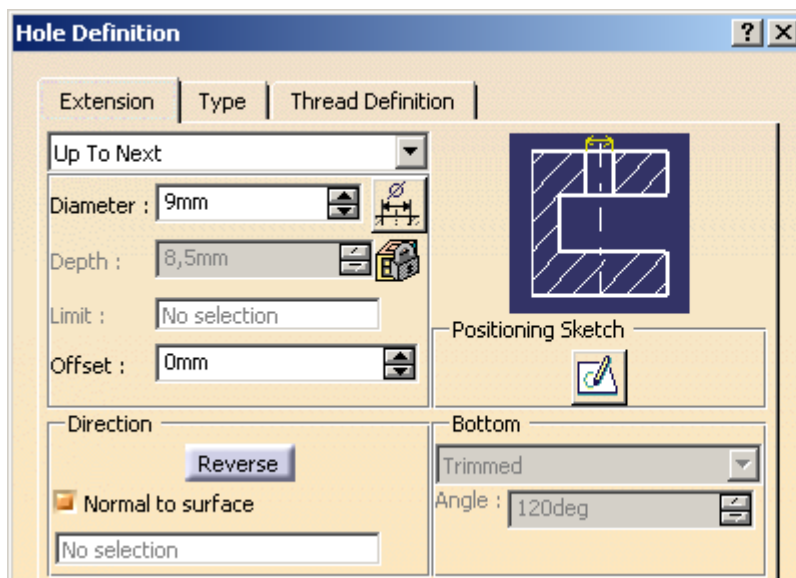 Hole Definition
? X
Extension Type Thread Definition
Up To Next
Diameter : 9mm
Depth : 8,5mm
Limit : No selection
Offset : 0mm
Positioning Sketch
Direction
Reverse
Normal to surface
No selection
Bottom
Trimmed
Angle : 120deg